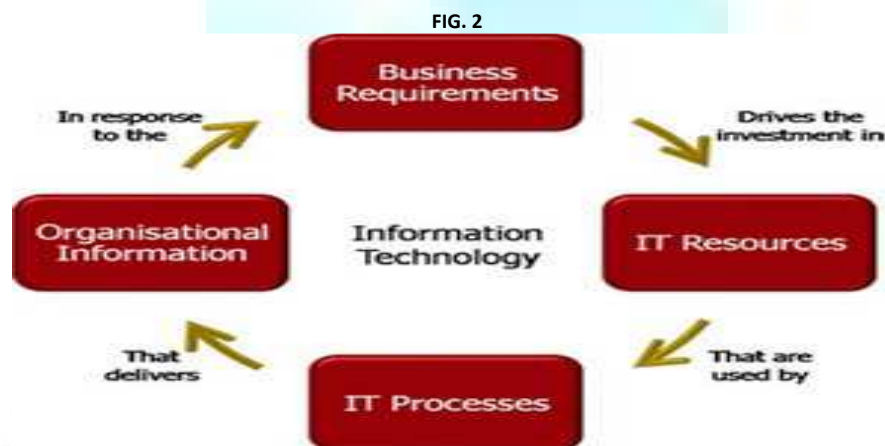 FIG. 2
Business
Requirements
In response
to the
Drives the
investment in
Organisational
Information
Information
Technology
IT Resources
That
delivers
That are
used by
IT Processes